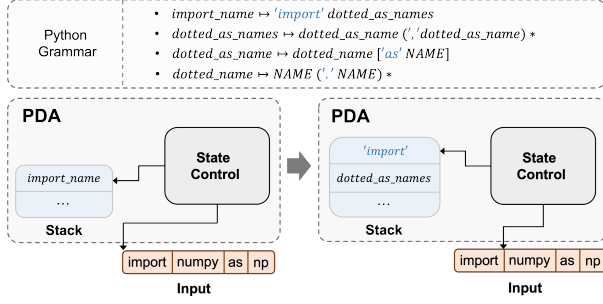 Python
Grammar
• import_name ↦ 'import' dotted_as_names
• dotted_as_names ↦ dotted_as_name (',' dotted_as_name) *
• dotted_as_name ↦ dotted_name ['as' NAME]
• dotted_name ↦ NAME ('.' NAME) *
PDA
State
Control
import_name
...
Stack
import numpy as np
Input
PDA
State
Control
'import'
dotted_as_names
...
Stack
import numpy as np
Input